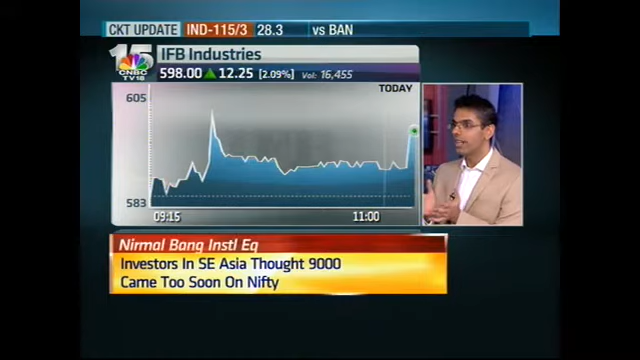 CKT UPDATE IND-115/3 28.3 vs BAN
15
CNBC
TV18
IFB Industries
598.00 ▲ 12.25 [2.09%] Vol: 16,455
TODAY
605
583
09:15 11:00
Nirmal Bang Instl Eq
Investors In SE Asia Thought 9000
Came Too Soon On Nifty